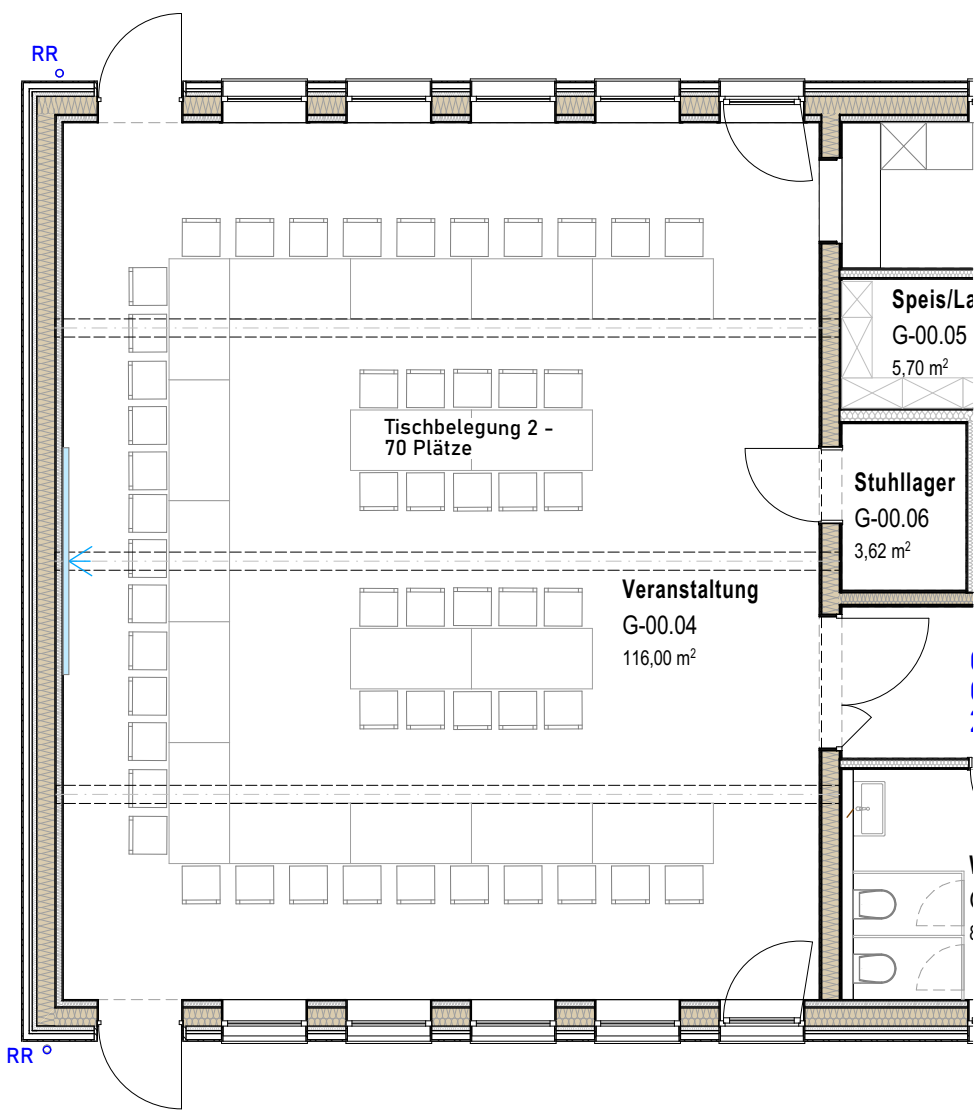 RR
Speis/La
G-00.05
5,70 m²
Tischbelegung 2 -
70 Plätze
Stuhllager
G-00.06
3,62 m²
Veranstaltung
G-00.04
116,00 m²
RR